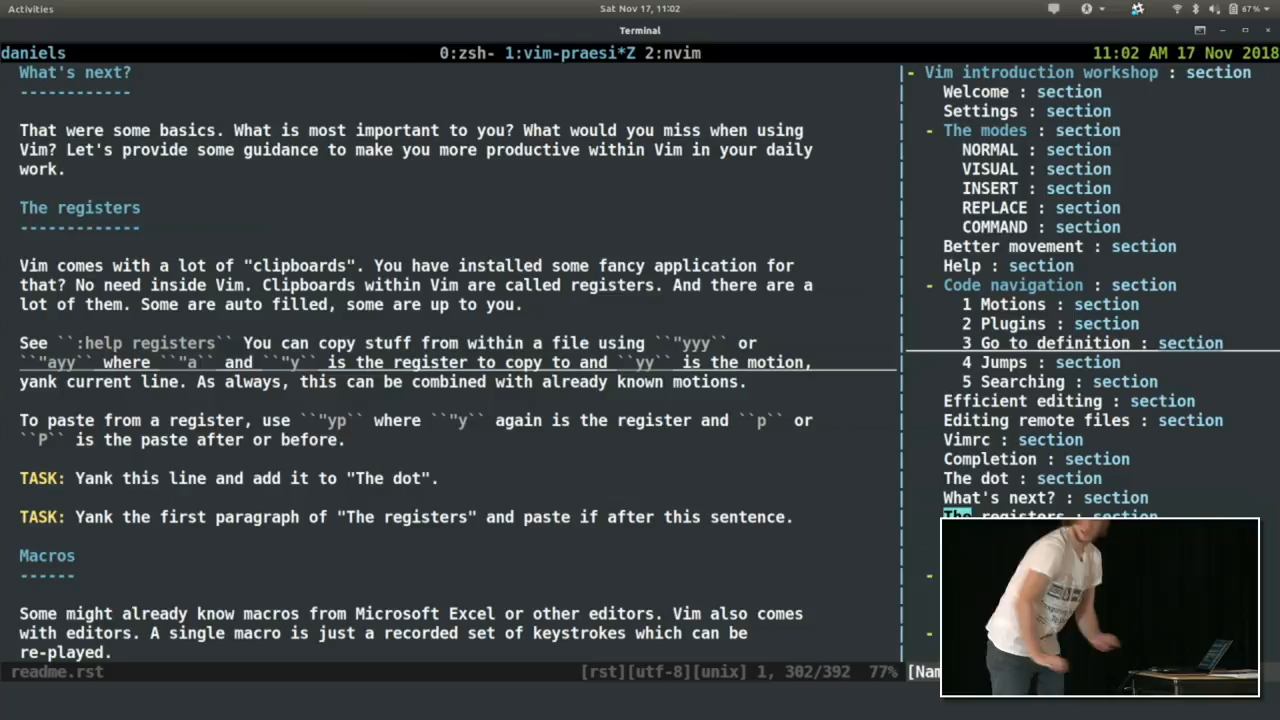 Activities
Sat Nov 17, 11:02
67%
Terminal
daniels
0:zsh- 1:vim-praesi*Z 2:nvim
11:02 AM 17 Nov 2018
What's next?
------------
That were some basics. What is most important to you? What would you miss when using
Vim? Let's provide some guidance to make you more productive within Vim in your daily
work.
The registers
-------------
Vim comes with a lot of "clipboards". You have installed some fancy application for
that? No need inside Vim. Clipboards within Vim are called registers. And there are a
lot of them. Some are auto filled, some are up to you.
See ``:help registers`` You can copy stuff from within a file using ``"yyy`` or
``"ayy`` where ``"a`` and ``"y`` is the register to copy to and ``yy`` is the motion,
yank current line. As always, this can be combined with already known motions.
To paste from a register, use ``"yp`` where ``"y`` again is the register and ``p`` or
``P`` is the paste after or before.
TASK: Yank this line and add it to "The dot".
TASK: Yank the first paragraph of "The registers" and paste if after this sentence.
Macros
------
Some might already know macros from Microsoft Excel or other editors. Vim also comes
with editors. A single macro is just a recorded set of keystrokes which can be
re-played.
readme.rst
[rst][utf-8][unix] 1, 302/392 77%
- Vim introduction workshop : section
Welcome : section
Settings : section
- The modes : section
NORMAL : section
VISUAL : section
INSERT : section
REPLACE : section
COMMAND : section
Better movement : section
Help : section
- Code navigation : section
1 Motions : section
2 Plugins : section
3 Go to definition : section
4 Jumps : section
5 Searching : section
Efficient editing : section
Editing remote files : section
Vimrc : section
Completion : section
The dot : section
What's next? : section
The registers : section
-
-
[Nam